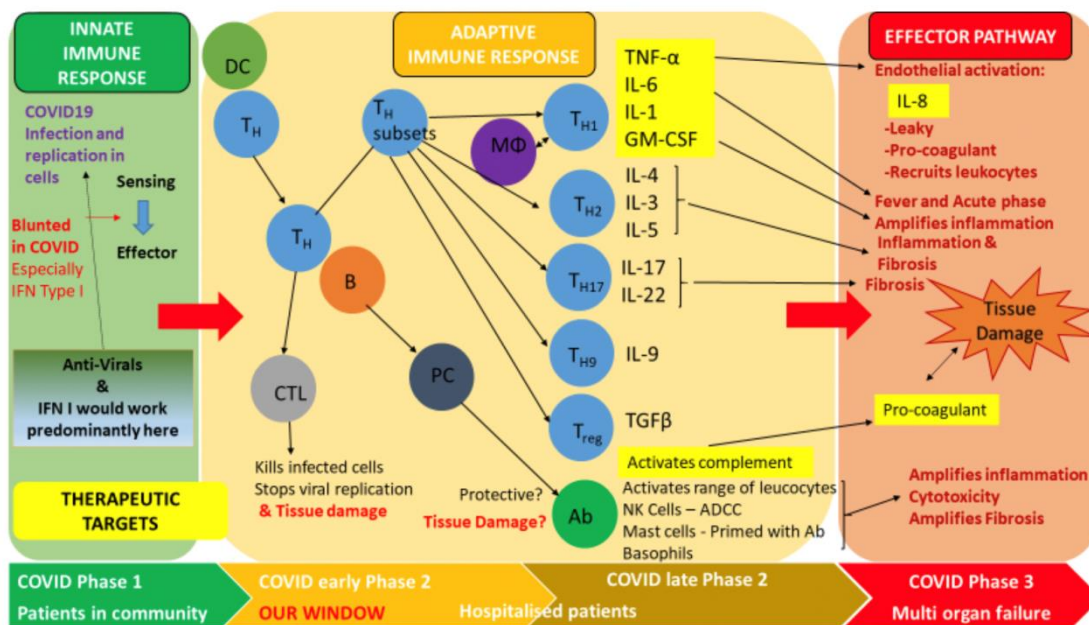 INNATE
IMMUNE
RESPONSE
COVID19
Infection and
replication in
cells
Sensing
Blunted
in COVID
Especially
IFN Type I
Effector
Anti-Virals
&
IFN I would work
predominantly here
THERAPEUTIC
TARGETS
ADAPTIVE
IMMUNE RESPONSE
DC
TH
TH
subsets
TH
B
CTL
PC
Kills infected cells
Stops viral replication
& Tissue damage
MΦ
TH1
TH2
TH17
TH9
Treg
Protective?
Tissue Damage?
Ab
TNF-α
IL-6
IL-1
GM-CSF
IL-4
IL-3
IL-5
IL-17
IL-22
IL-9
TGFβ
Activates complement
Activates range of leucocytes
NK Cells – ADCC
Mast cells - Primed with Ab
Basophils
EFFECTOR PATHWAY
Endothelial activation:
IL-8
-Leaky
-Pro-coagulant
-Recruits leukocytes
Fever and Acute phase
Amplifies inflammation
Inflammation &
Fibrosis
Fibrosis
Tissue
Damage
Pro-coagulant
Amplifies inflammation
Cytotoxicity
Amplifies Fibrosis
COVID Phase 1
Patients in community
COVID early Phase 2
OUR WINDOW
COVID late Phase 2
Hospitalised patients
COVID Phase 3
Multi organ failure